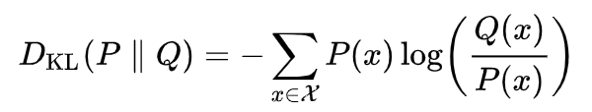 D_KL(P ∥ Q) = − ∑_{x∈𝒳} P(x) log( Q(x) / P(x) )